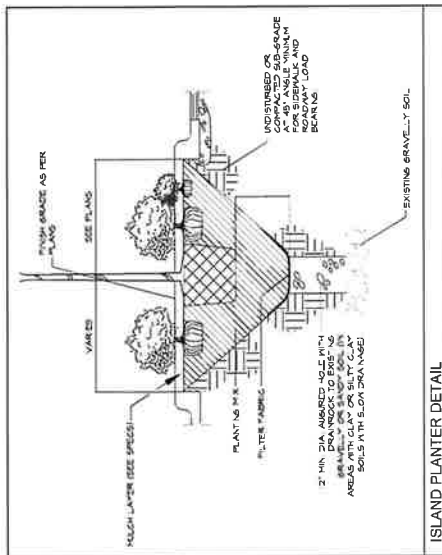 FINISH GRADE AS PER
PLANS
VARIES
SEE PLANS
MULCH LAYER (SEE SPECS)
UNDISTURBED OR
COMPACTED SUB-GRADE
AT 45° ANGLE MINIMUM
FOR SIDEWALK AND
ROADWAY LOAD
BEARING
PLANTING MIX
FILTER FABRIC
12" MIN. DIA. AUGURED HOLE WITH
DRAINROCK TO EXISTING
GRAVELLY OR SANDY SOIL (IN
AREAS WITH CLAY OR SILTY CLAY
SOILS WITH SLOW DRAINAGE)
EXISTING GRAVELLY SOIL
ISLAND PLANTER DETAIL